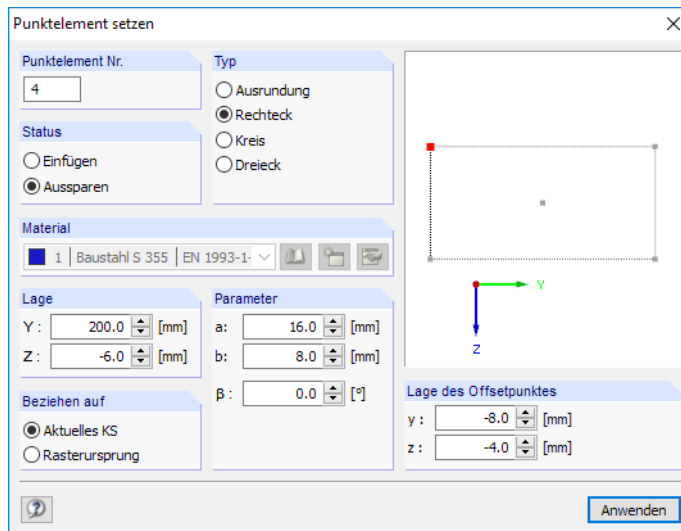 Punktelement setzen
Punktelement Nr.
4
Typ
Ausrundung
Rechteck
Kreis
Dreieck
Status
Einfügen
Aussparen
Material
1 Baustahl S 355 EN 1993-1-
Lage
Y : 200.0 [mm]
Z : -6.0 [mm]
Parameter
a: 16.0 [mm]
b: 8.0 [mm]
β : 0.0 [°]
Beziehen auf
Aktuelles KS
Rasterursprung
Y
Z
Lage des Offsetpunktes
y : -8.0 [mm]
z : -4.0 [mm]
Anwenden